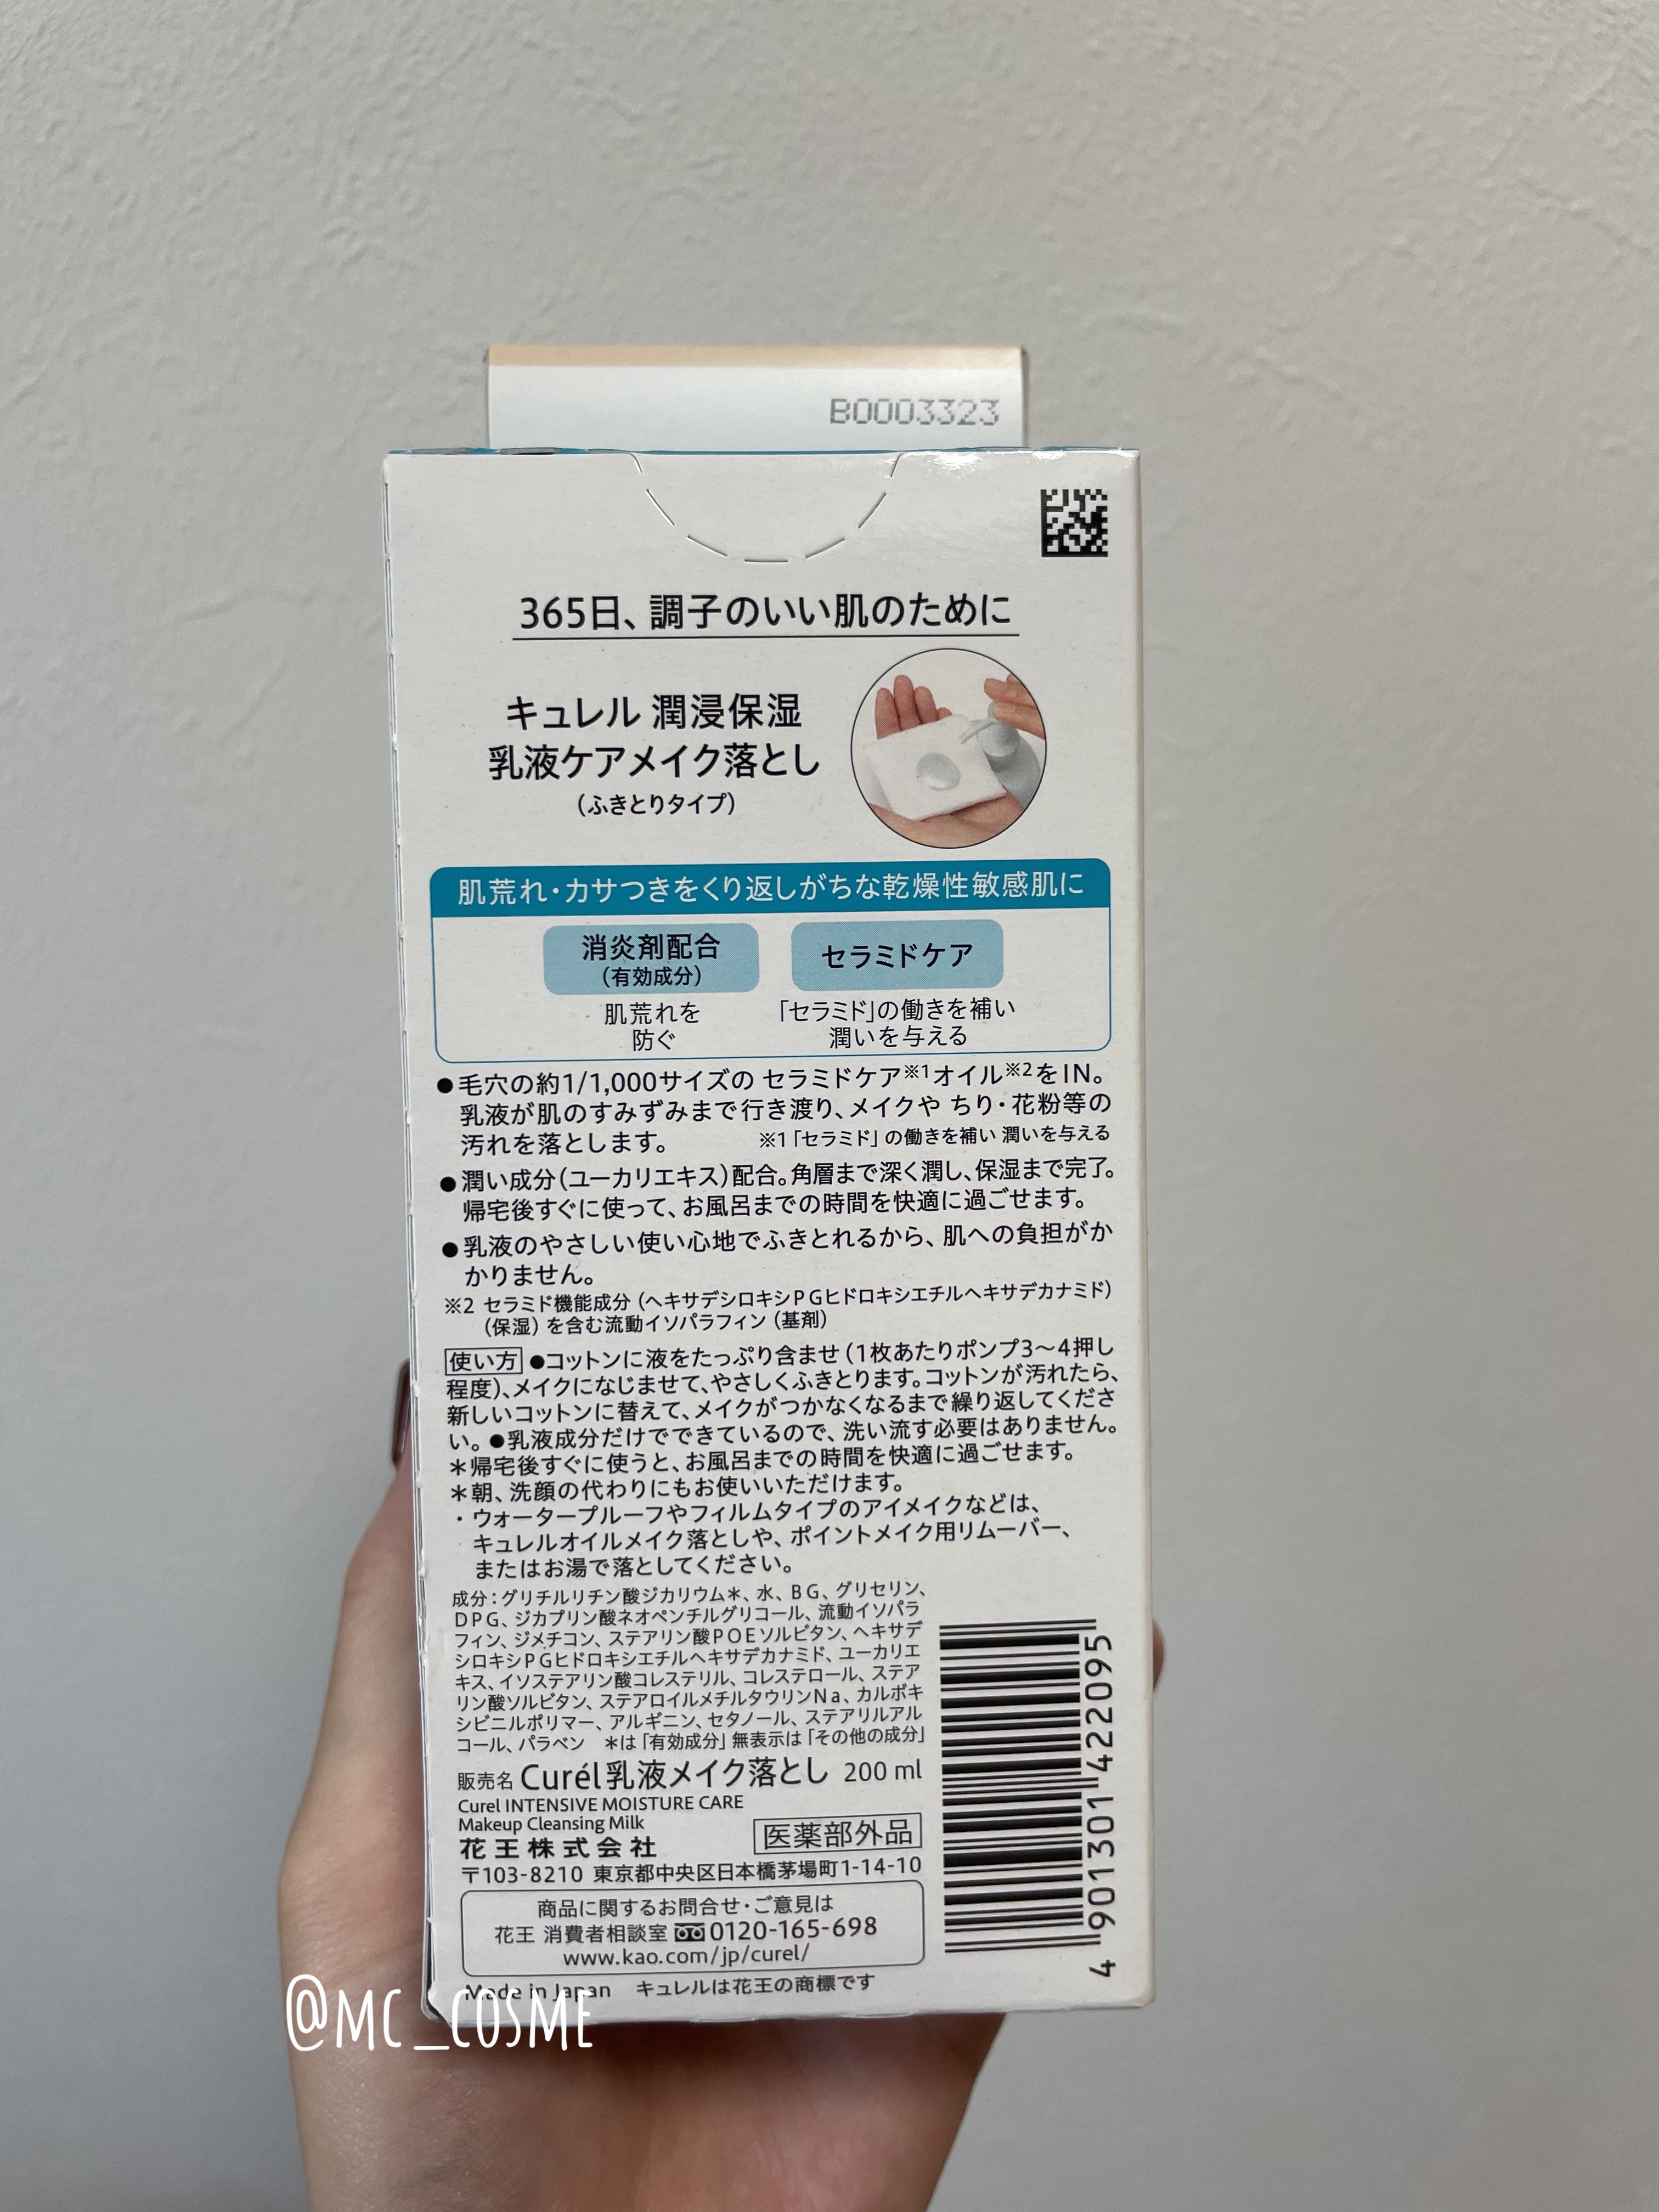 B0003323
365日、調子のいい肌のために
キュレル 潤浸保湿
乳液ケアメイク落とし
（ふきとりタイプ）
肌荒れ・カサつきをくり返しがちな乾燥性敏感肌に
消炎剤配合
（有効成分）
肌荒れを
防ぐ
セラミドケア
「セラミド」の働きを補い
潤いを与える
●毛穴の約1/1,000サイズの セラミドケア※1オイル※2をIN。
乳液が肌のすみずみまで行き渡り、メイクや ちり・花粉等の
汚れを落とします。 ※1「セラミド」の働きを補い 潤いを与える
●潤い成分（ユーカリエキス）配合。角層まで深く潤し、保湿まで完了。
帰宅後すぐに使って、お風呂までの時間を快適に過ごせます。
●乳液のやさしい使い心地でふきとれるから、肌への負担がか
かりません。
※2 セラミド機能成分（ヘキサデシロキシPGヒドロキシエチルヘキサデカナミド）
（保湿）を含む流動イソパラフィン（基剤）
使い方 ●コットンに液をたっぷり含ませ（1枚あたりポンプ3〜4押し
程度）、メイクになじませて、やさしくふきとります。コットンが汚れたら、
新しいコットンに替えて、メイクがつかなくなるまで繰り返してくださ
い。●乳液成分だけでできているので、洗い流す必要はありません。
＊帰宅後すぐに使うと、お風呂までの時間を快適に過ごせます。
＊朝、洗顔の代わりにもお使いいただけます。
・ウォータープルーフやフィルムタイプのアイメイクなどは、
キュレルオイルメイク落としや、ポイントメイク用リムーバー、
またはお湯で落としてください。
成分：グリチルリチン酸ジカリウム＊、水、BG、グリセリン、
DPG、ジカプリン酸ネオペンチルグリコール、流動イソパラ
フィン、ジメチコン、ステアリン酸POEソルビタン、ヘキサデ
シロキシPGヒドロキシエチルヘキサデカナミド、ユーカリエ
キス、イソステアリン酸コレステリル、コレステロール、ステア
リン酸ソルビタン、ステアロイルメチルタウリンNa、カルボキ
シビニルポリマー、アルギニン、セタノール、ステアリルアル
コール、パラベン ＊は「有効成分」無表示は「その他の成分」
販売名 Curél乳液メイク落とし 200 ml
Curel INTENSIVE MOISTURE CARE
Makeup Cleansing Milk
花王株式会社
医薬部外品
〒103-8210 東京都中央区日本橋茅場町1-14-10
商品に関するお問合せ・ご意見は
花王 消費者相談室 0120-165-698
www.kao.com/jp/curel/
Made in Japan キュレルは花王の商標です
4 901301 422095
@MC_COSME